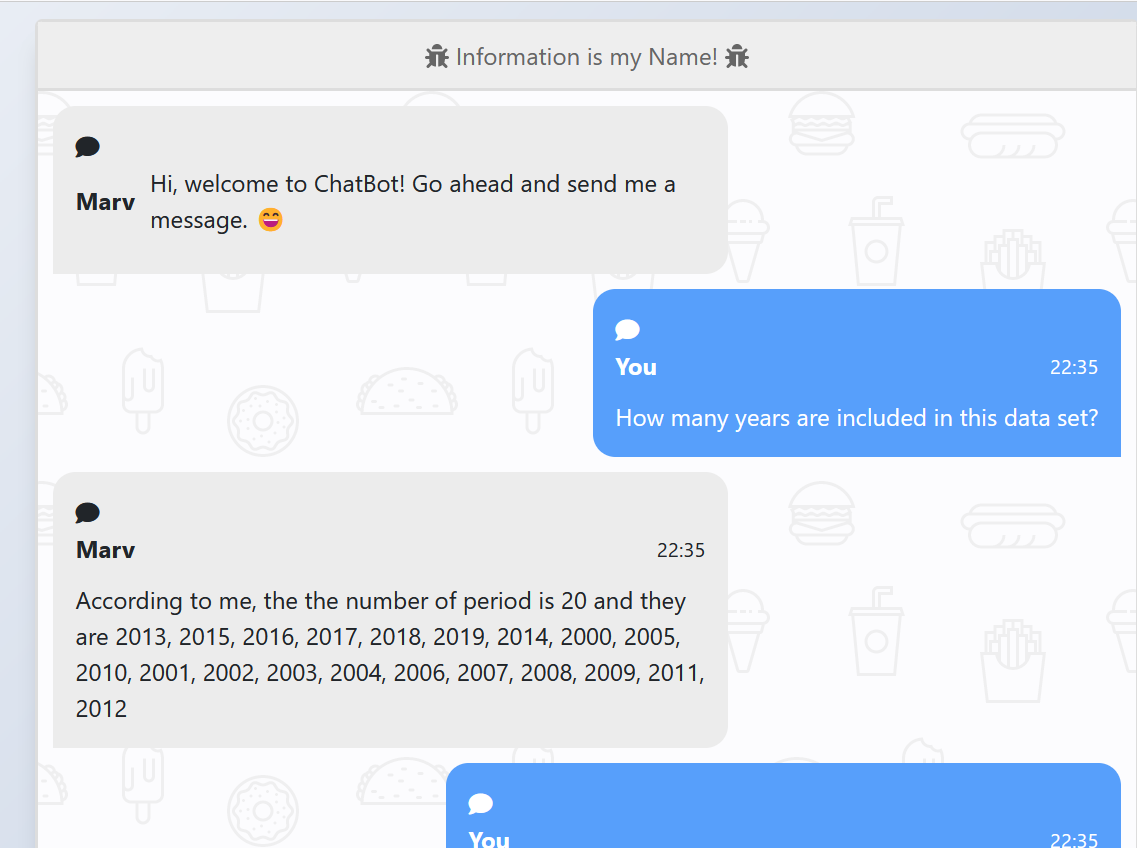 Information is my Name!
Marv
Hi, welcome to ChatBot! Go ahead and send me a
message. 😄
You 22:35
How many years are included in this data set?
Marv 22:35
According to me, the the number of period is 20 and they
are 2013, 2015, 2016, 2017, 2018, 2019, 2014, 2000, 2005,
2010, 2001, 2002, 2003, 2004, 2006, 2007, 2008, 2009, 2011,
2012
You 22:35